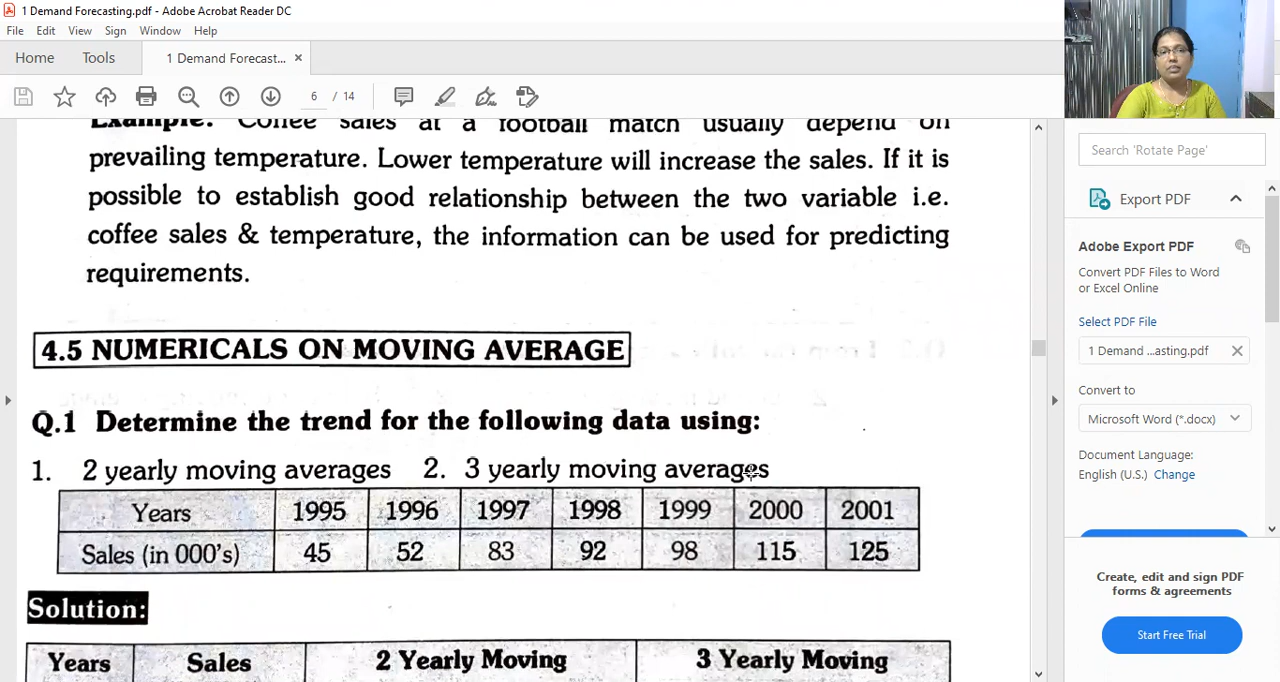 1 Demand Forecasting.pdf - Adobe Acrobat Reader DC
File Edit View Sign Window Help
Home Tools 1 Demand Forecast... ×
6 / 14
Example: Coffee sales at a football match usually depend on
prevailing temperature. Lower temperature will increase the sales. If it is
possible to establish good relationship between the two variable i.e.
coffee sales & temperature, the information can be used for predicting
requirements.
4.5 NUMERICALS ON MOVING AVERAGE
Q.1 Determine the trend for the following data using:
1. 2 yearly moving averages 2. 3 yearly moving averages
Years 1995 1996 1997 1998 1999 2000 2001
Sales (in 000's) 45 52 83 92 98 115 125
Solution:
Years Sales 2 Yearly Moving 3 Yearly Moving
Search 'Rotate Page'
Export PDF
Adobe Export PDF
Convert PDF Files to Word
or Excel Online
Select PDF File
1 Demand ...asting.pdf
Convert to
Microsoft Word (*.docx)
Document Language:
English (U.S.) Change
Create, edit and sign PDF
forms & agreements
Start Free Trial